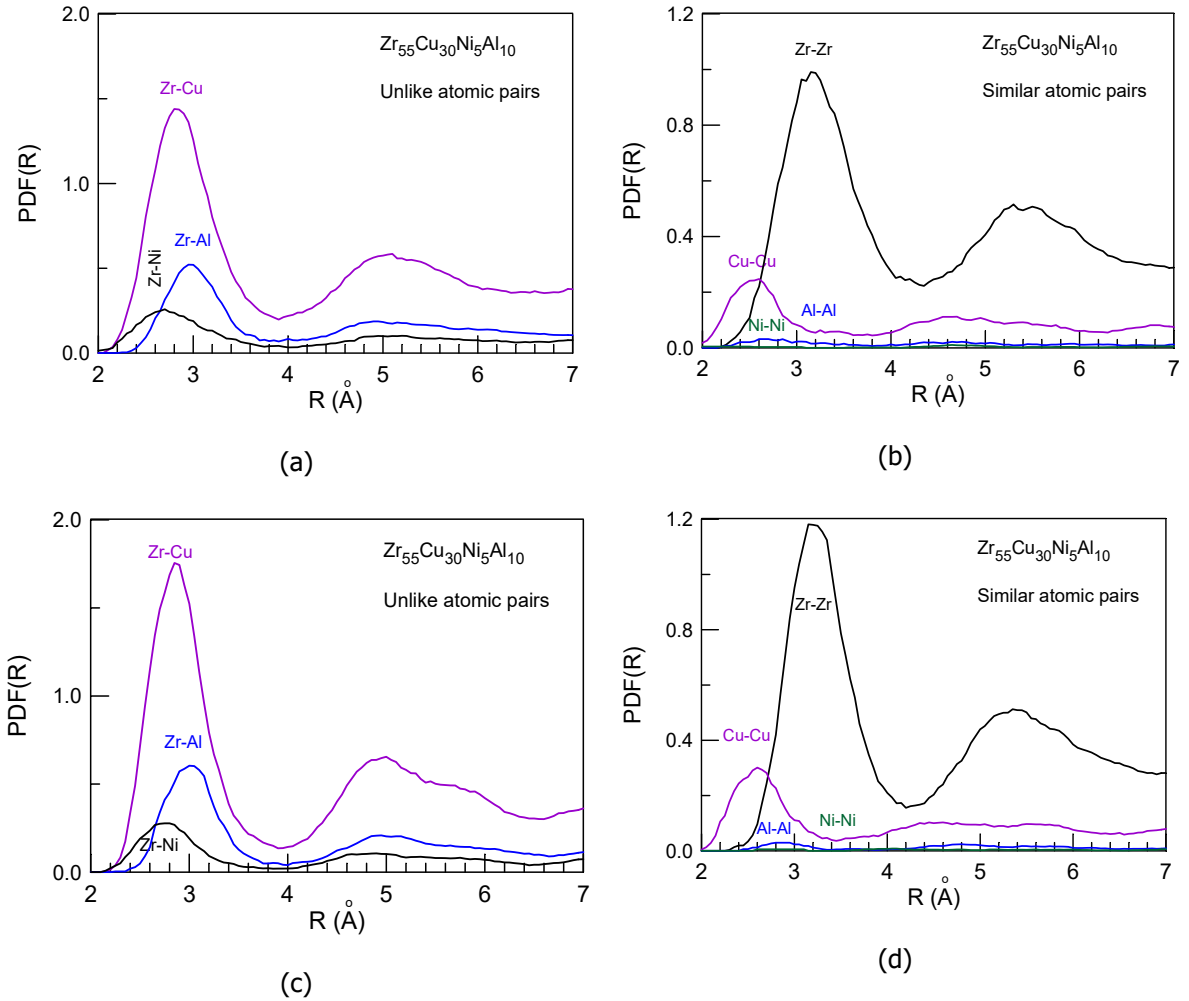 2.0
Zr55Cu30Ni5Al10
Zr-Cu
Unlike atomic pairs
PDF(R)
1.0
Zr-Ni
Zr-Al
0.0
2 3 4 5 6 7
R (Å)
(a)
1.2
Zr-Zr
Zr55Cu30Ni5Al10
Similar atomic pairs
PDF(R)
0.8
0.4
Cu-Cu
Al-Al
Ni-Ni
0.0
2 3 4 5 6 7
R (Å)
(b)
2.0
Zr-Cu
Zr55Cu30Ni5Al10
Unlike atomic pairs
PDF(R)
1.0
Zr-Al
Zr-Ni
0.0
2 3 4 5 6 7
R (Å)
(c)
1.2
Zr55Cu30Ni5Al10
Zr-Zr
Similar atomic pairs
PDF(R)
0.8
0.4
Cu-Cu
Al-Al
Ni-Ni
0.0
2 3 4 5 6 7
R (Å)
(d)